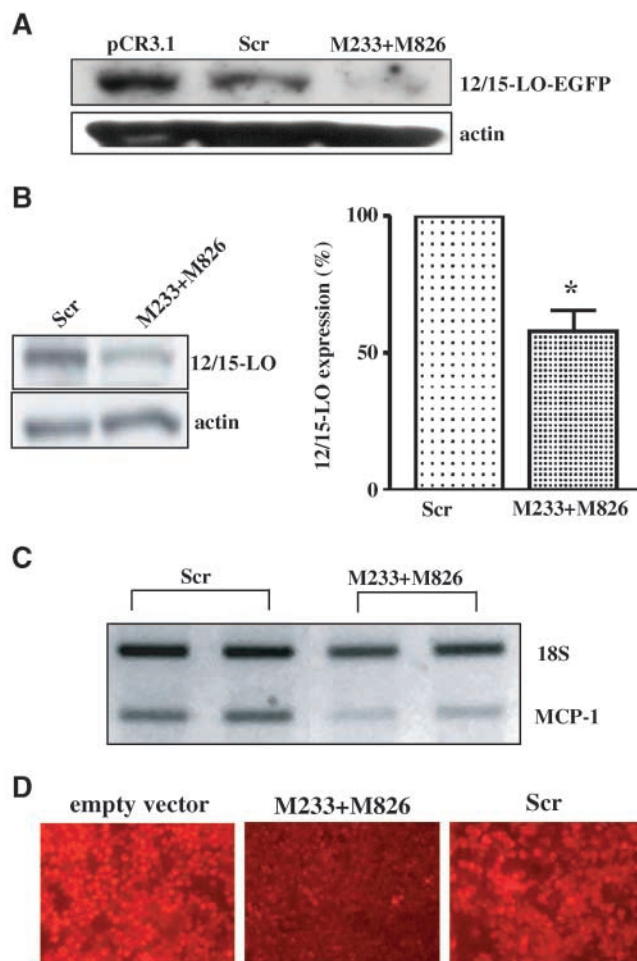 A
pCR3.1 Scr M233+M826
12/15-LO-EGFP
actin
B
Scr M233+M826
12/15-LO
actin
12/15-LO expression (%)
100
50
0
*
Scr M233+M826
C
Scr M233+M826
18S
MCP-1
D
empty vector M233+M826 Scr